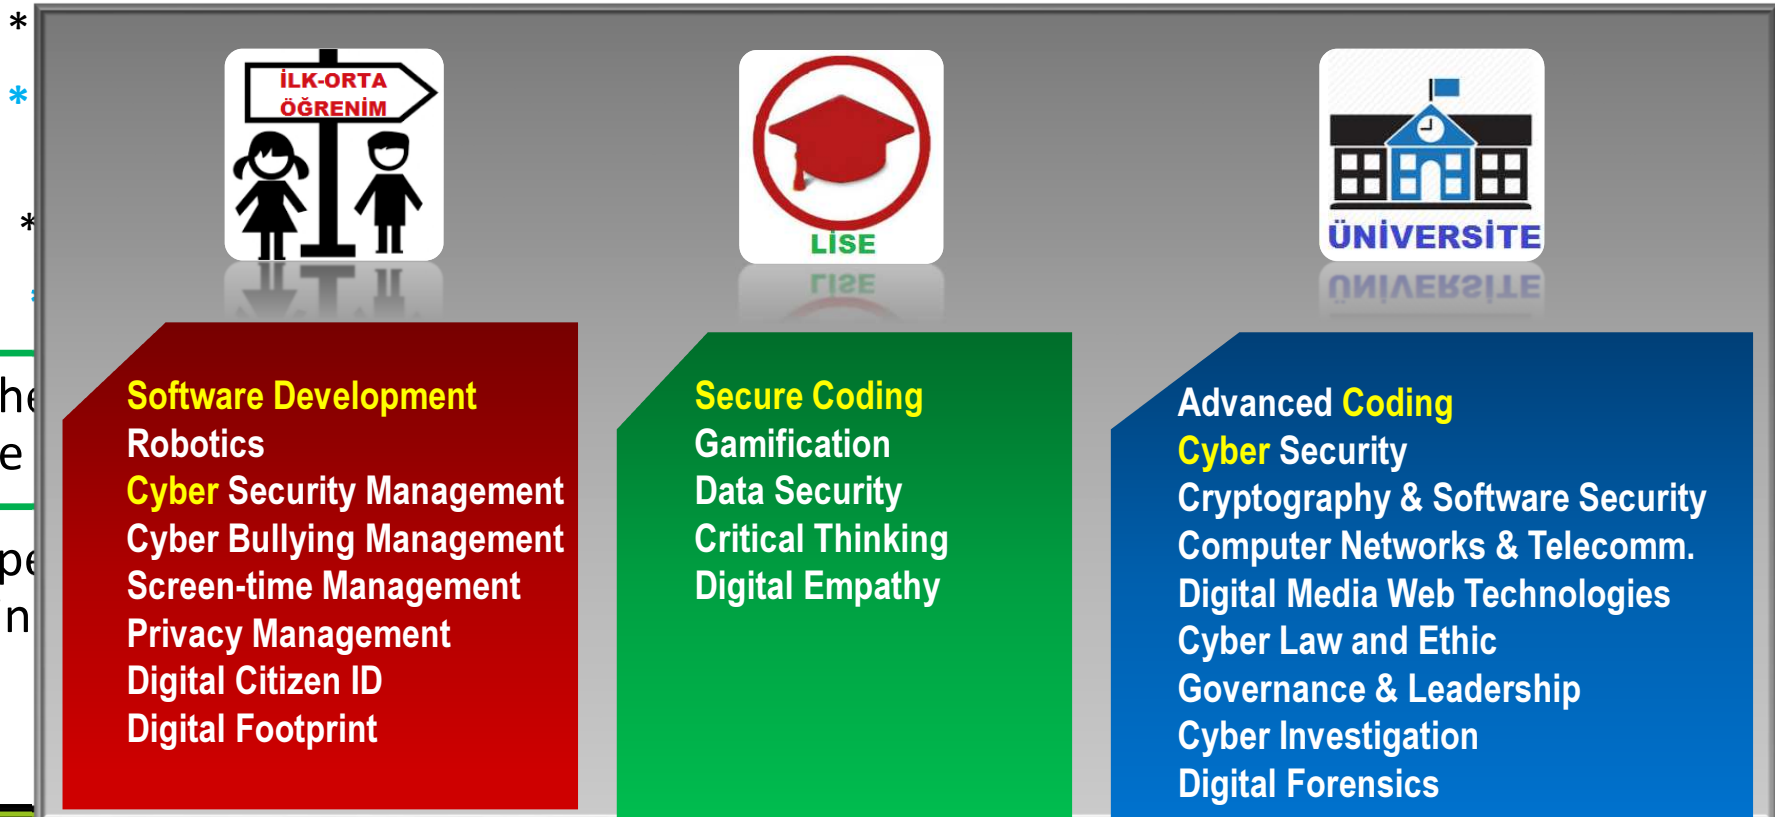 *
*
*
İLK-ORTA
ÖĞRENİM
LİSE
ÜNİVERSİTE
Software Development
Robotics
Cyber Security Management
Cyber Bullying Management
Screen-time Management
Privacy Management
Digital Citizen ID
Digital Footprint
Secure Coding
Gamification
Data Security
Critical Thinking
Digital Empathy
Advanced Coding
Cyber Security
Cryptography & Software Security
Computer Networks & Telecomm.
Digital Media Web Technologies
Cyber Law and Ethic
Governance & Leadership
Cyber Investigation
Digital Forensics